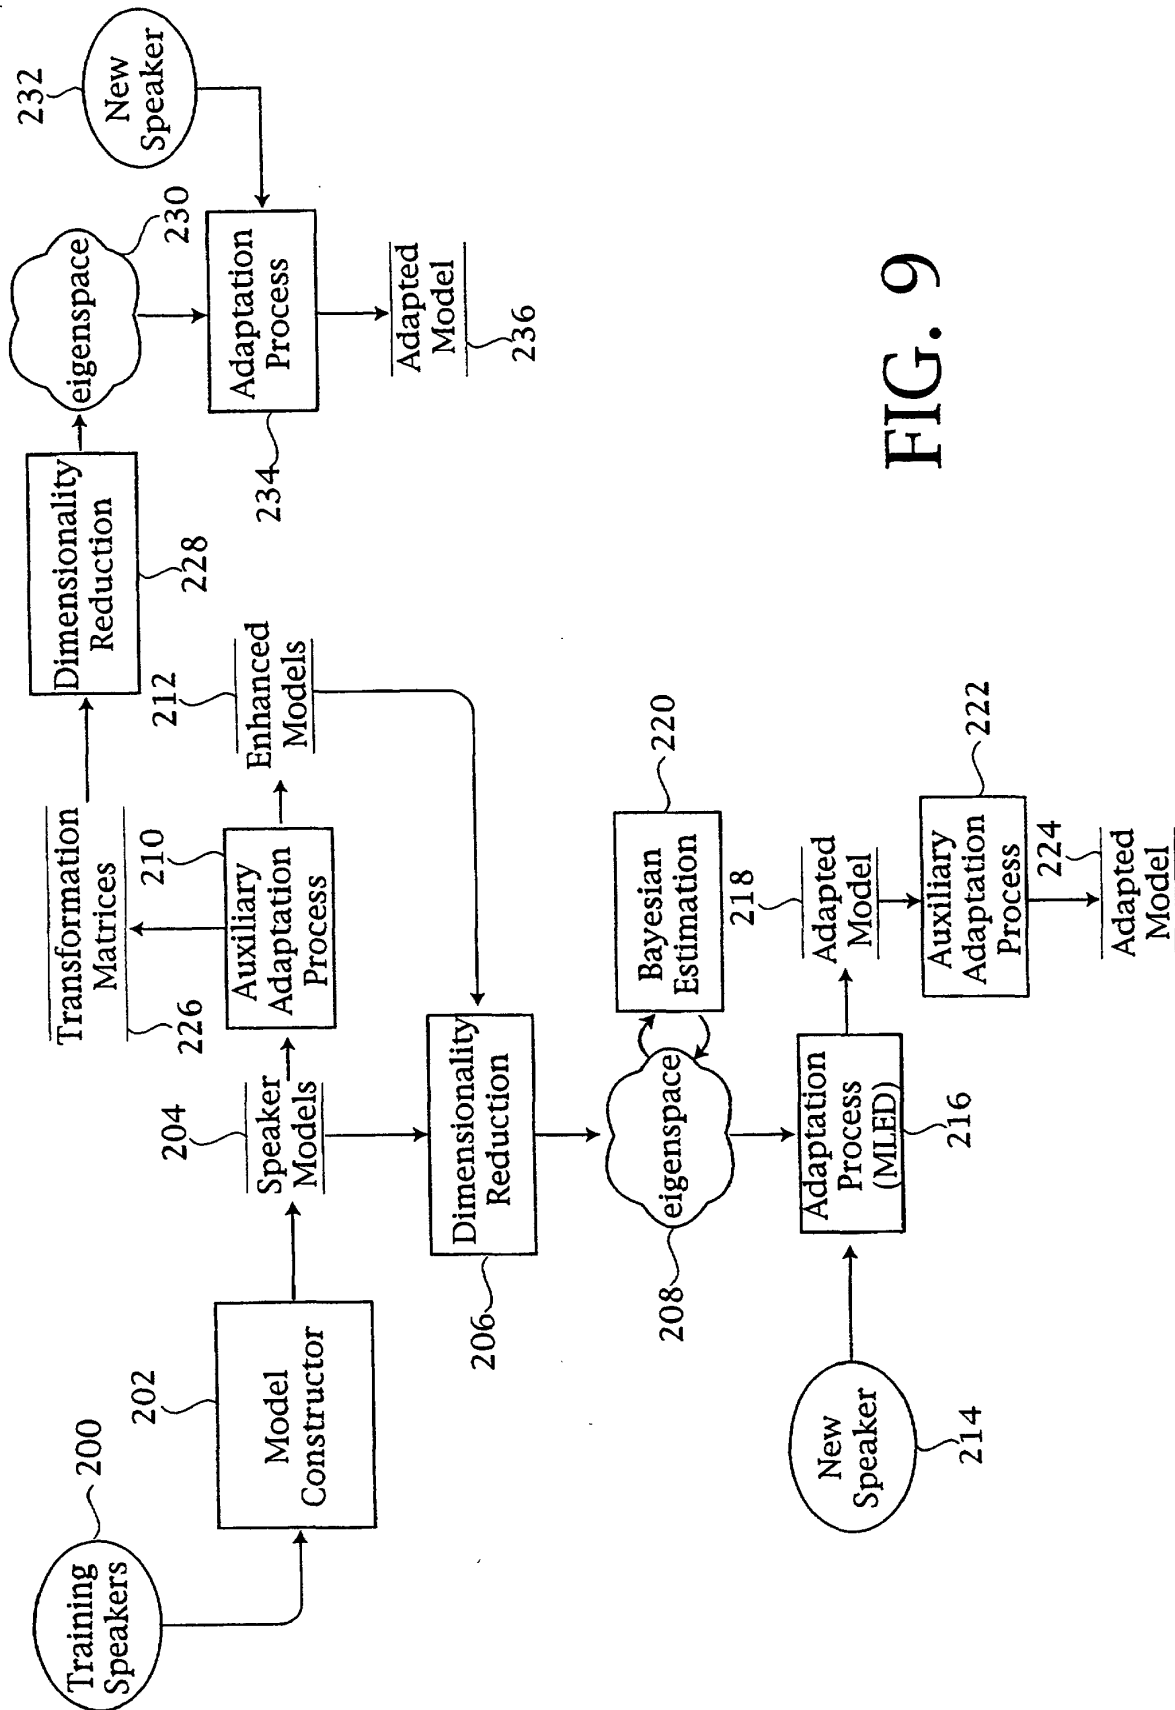 200
Training
Speakers
202
Model
Constructor
204
Speaker
Models
206
Dimensionality
Reduction
210
Auxiliary
Adaptation
Process
226
Transformation
Matrices
212
Enhanced
Models
Dimensionality
Reduction
228
eigenspace
230
232
New
Speaker
234
Adaptation
Process
Adapted
Model
236
208
eigenspace
220
Bayesian
Estimation
214
New
Speaker
216
Adaptation
Process
(MLED)
218
Adapted
Model
222
Auxiliary
Adaptation
Process
224
Adapted
Model
FIG. 9